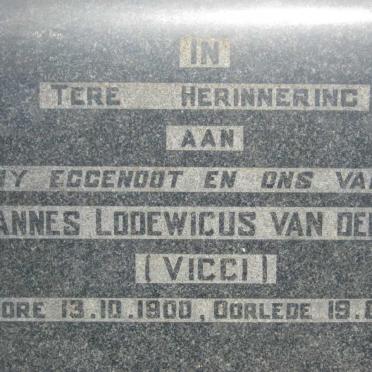 IN
TERE HERINNERING
AAN
MY EGGENOOT EN ONS VA
ANNES LODEWICUS VAN DE
(VICCI)
ORE 13.10.1900, OORLEDE 19.